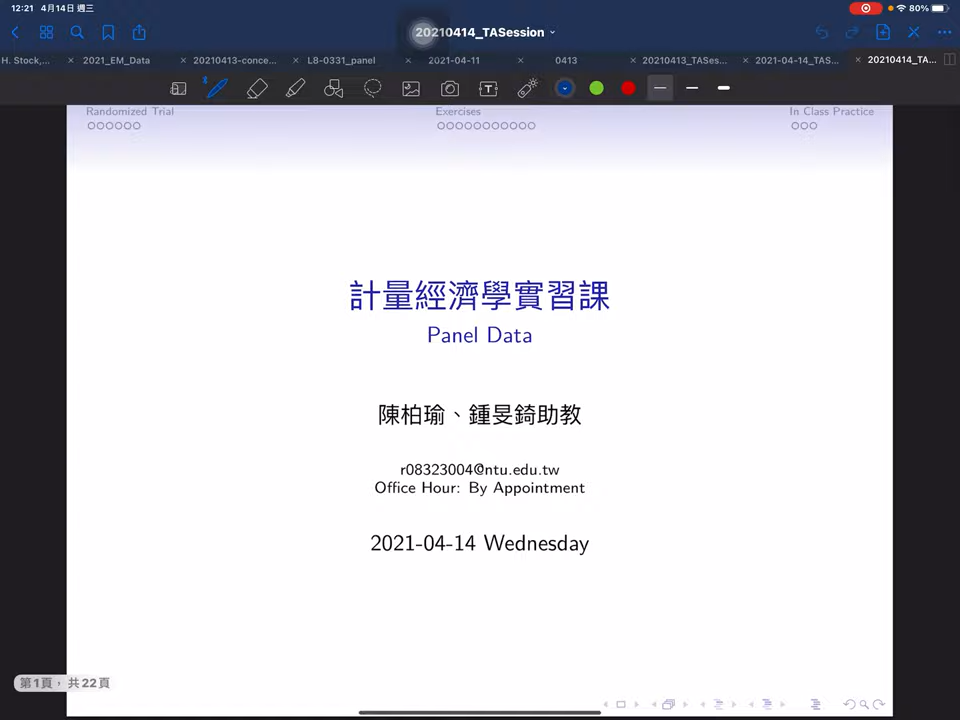 12:21 4月14日 週三
80%
20210414_TASession
H. Stock,...
2021_EM_Data
20210413-conce...
L8-0331_panel
2021-04-11
0413
20210413_TASes...
2021-04-14_TAS...
20210414_TA...
Randomized Trial
Exercises
In Class Practice
計量經濟學實習課
Panel Data
陳柏瑜、鍾旻錡助教
r08323004@ntu.edu.tw
Office Hour: By Appointment
2021-04-14 Wednesday
第1頁，共22頁